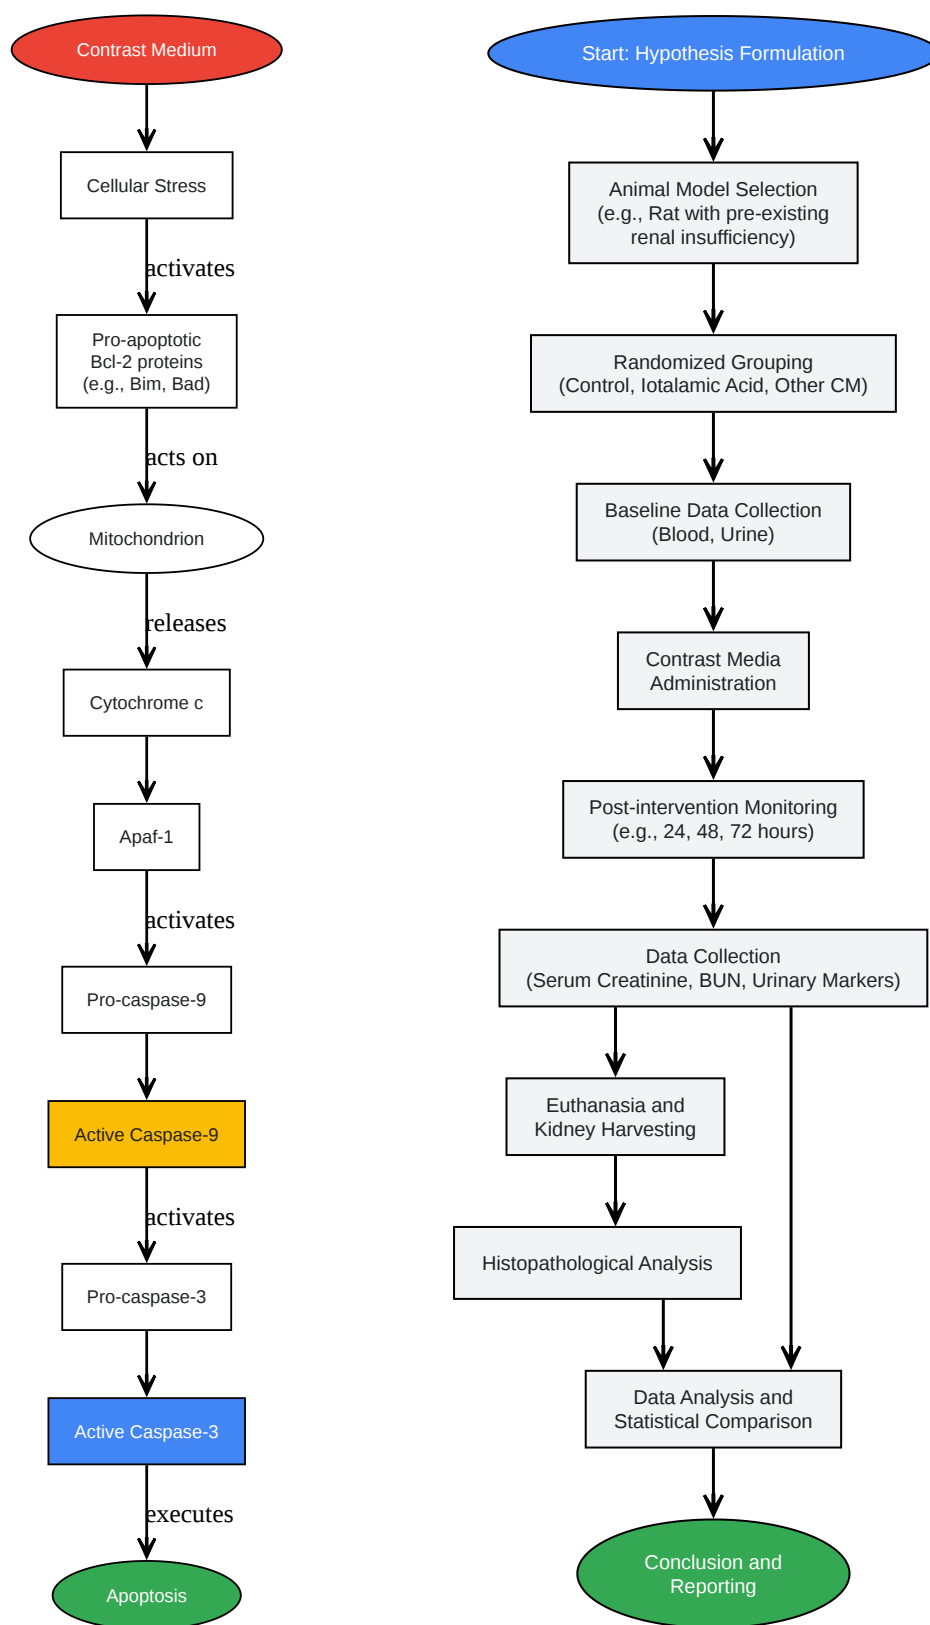 Contrast Medium
Cellular Stress
activates
Pro-apoptotic
Bcl-2 proteins
(e.g., Bim, Bad)
acts on
Mitochondrion
releases
Cytochrome c
Apaf-1
activates
Pro-caspase-9
Active Caspase-9
activates
Pro-caspase-3
Active Caspase-3
executes
Apoptosis
Start: Hypothesis Formulation
Animal Model Selection
(e.g., Rat with pre-existing
renal insufficiency)
Randomized Grouping
(Control, Iotalamic Acid, Other CM)
Baseline Data Collection
(Blood, Urine)
Contrast Media
Administration
Post-intervention Monitoring
(e.g., 24, 48, 72 hours)
Data Collection
(Serum Creatinine, BUN, Urinary Markers)
Euthanasia and
Kidney Harvesting
Histopathological Analysis
Data Analysis and
Statistical Comparison
Conclusion and
Reporting